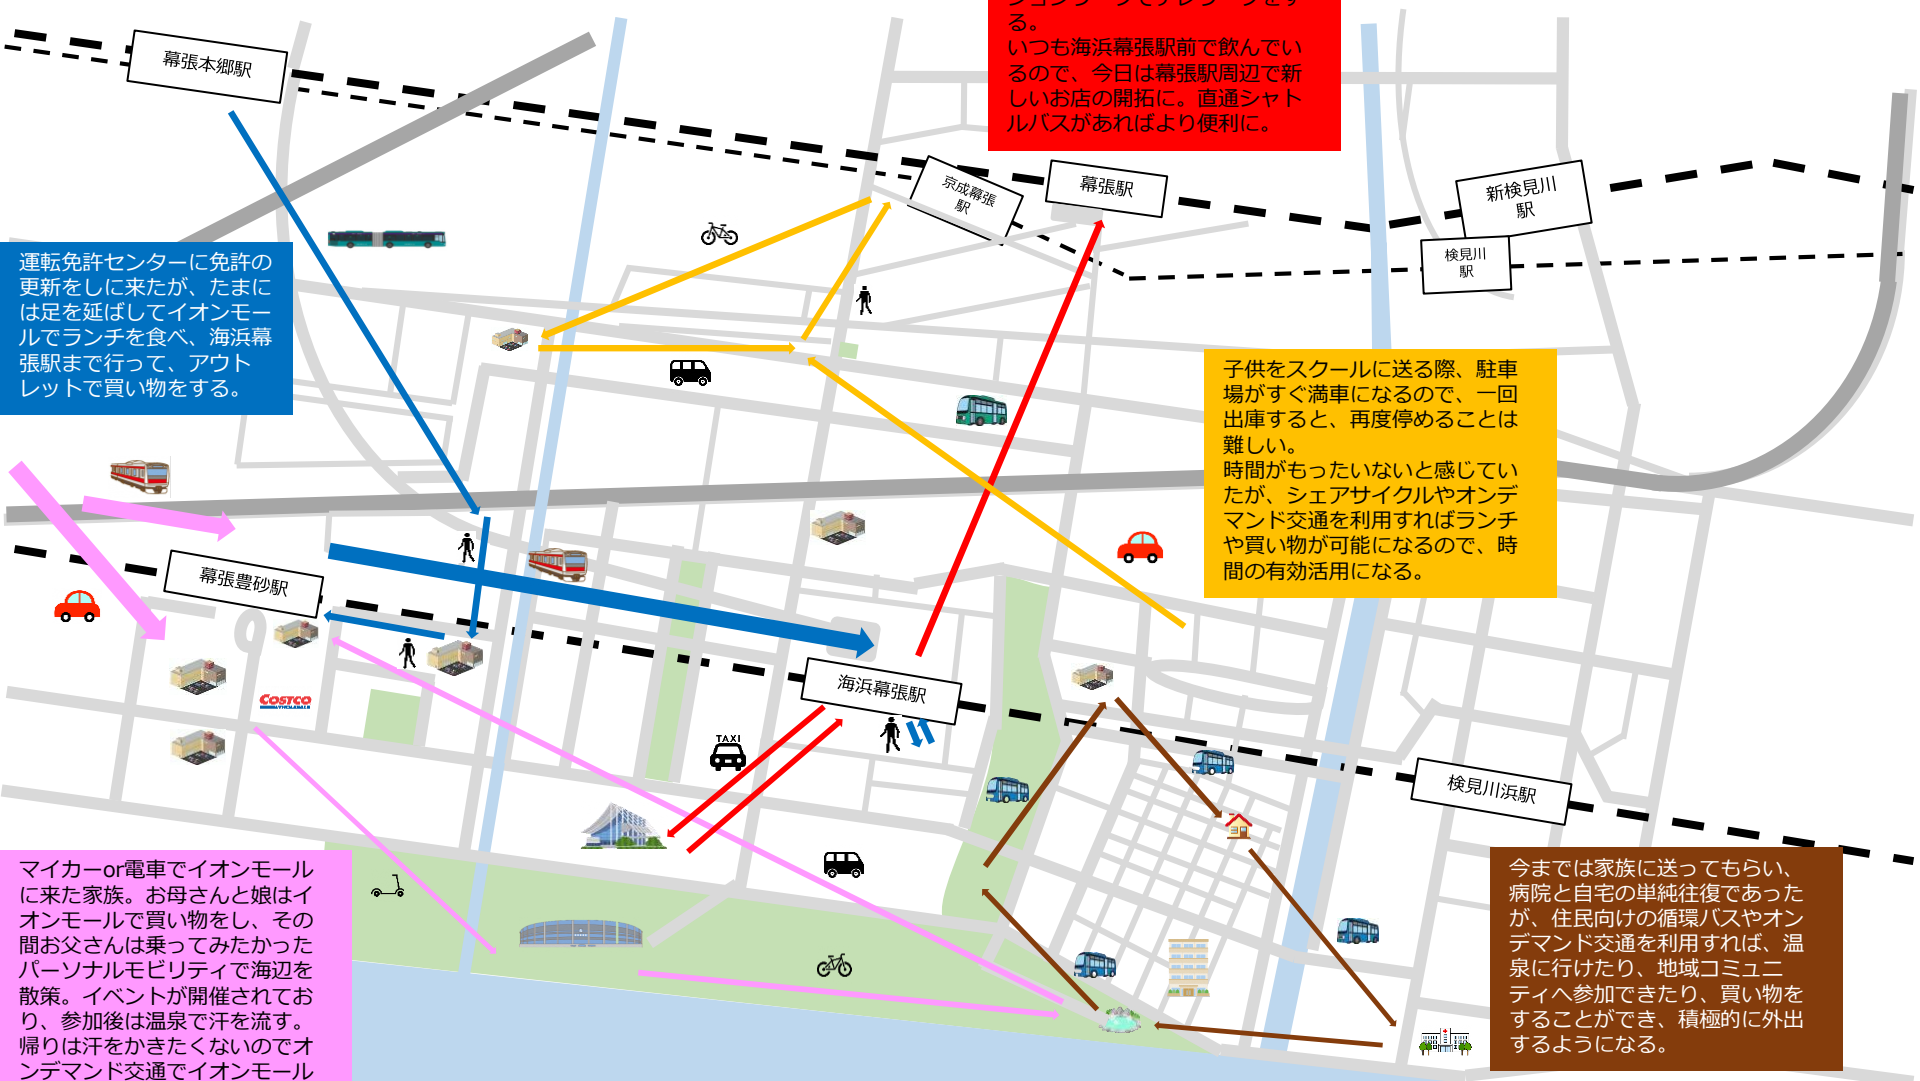 る。
いつも海浜幕張駅前で飲んでい
るので、今日は幕張駅周辺で新
しいお店の開拓に。直通シャト
ルバスがあればより便利に。
幕張本郷駅
京成幕張
駅
幕張駅
新検見川
駅
検見川
駅
運転免許センターに免許の
更新をしに来たが、たまに
は足を延ばしてイオンモー
ルでランチを食べ、海浜幕
張駅まで行って、アウト
レットで買い物をする。
子供をスクールに送る際、駐車
場がすぐ満車になるので、一回
出庫すると、再度停めることは
難しい。
時間がもったいないと感じてい
たが、シェアサイクルやオンデ
マンド交通を利用すればランチ
や買い物が可能になるので、時
間の有効活用になる。
幕張豊砂駅
海浜幕張駅
COSTCO
WHOLESALE
TAXI
検見川浜駅
マイカーor電車でイオンモール
に来た家族。お母さんと娘はイ
オンモールで買い物をし、その
間お父さんは乗ってみたかった
パーソナルモビリティで海辺を
散策。イベントが開催されてお
り、参加後は温泉で汗を流す。
帰りは汗をかきたくないのでオ
ンデマンド交通でイオンモール
今までは家族に送ってもらい、
病院と自宅の単純往復であった
が、住民向けの循環バスやオン
デマンド交通を利用すれば、温
泉に行けたり、地域コミュニ
ティへ参加できたり、買い物を
することができ、積極的に外出
するようになる。